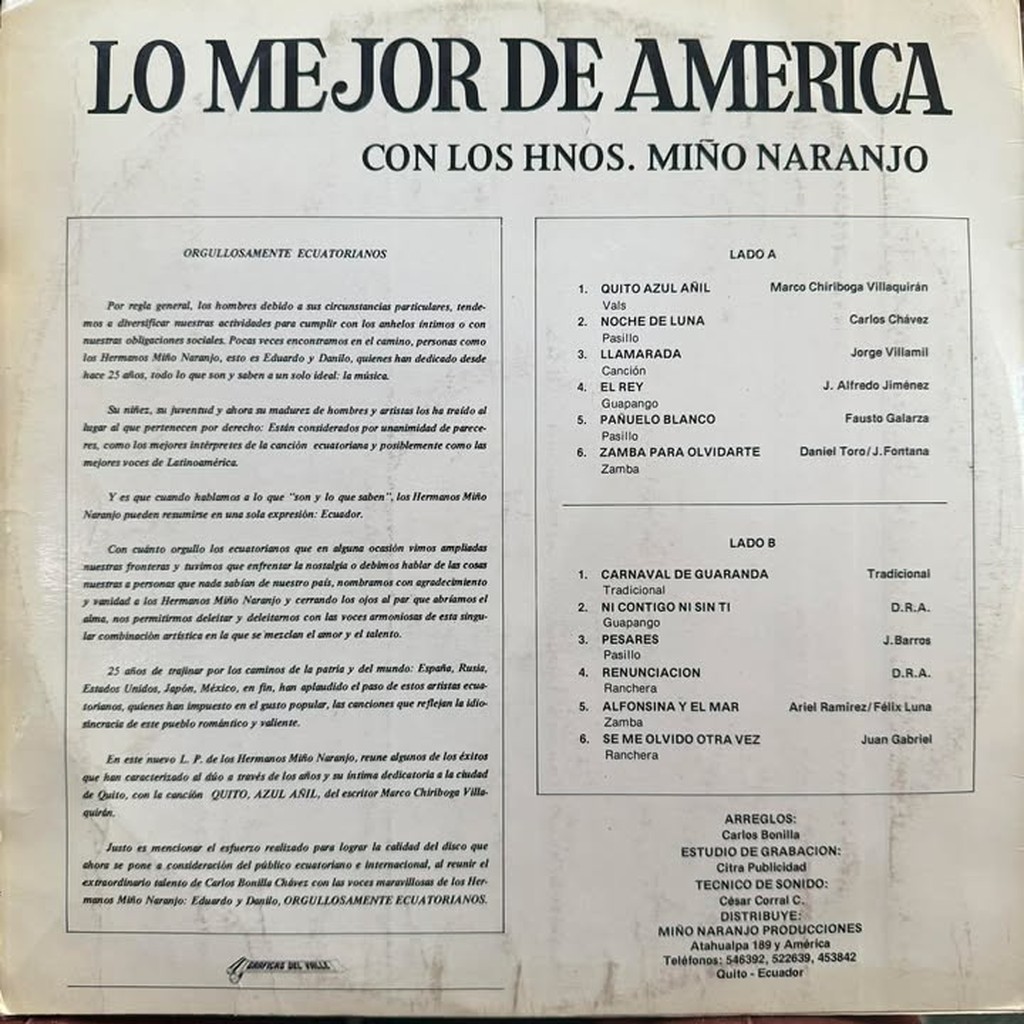 LO MEJOR DE AMERICA
CON LOS HNOS. MIÑO NARANJO
ORGULLOSAMENTE ECUATORIANOS
Por regla general, los hombres debido a sus circunstancias particulares, tende-
mos a diversificar nuestras actividades para cumplir con los anhelos íntimos o con
nuestras obligaciones sociales. Pocas veces encontramos en el camino, personas como
los Hermanos Miño Naranjo, esto es Eduardo y Danilo, quienes han dedicado desde
hace 25 años, todo lo que son y saben a un solo ideal: la música.
Su niñez, su juventud y ahora su madurez de hombres y artistas los ha traído al
lugar al que pertenecen por derecho: Están considerados por unanimidad de parece-
res, como los mejores intérpretes de la canción ecuatoriana y posiblemente como las
mejores voces de Latinoamérica.
Y es que cuando hablamos a lo que "son y lo que saben", los Hermanos Miño
Naranjo pueden resumirse en una sola expresión: Ecuador.
Con cuánto orgullo los ecuatorianos que en alguna ocasión vimos ampliadas
nuestras fronteras y tuvimos que enfrentar la nostalgia o debimos hablar de las cosas
nuestras a personas que nada sabían de nuestro país, nombramos con agradecimiento
y vanidad a los Hermanos Miño Naranjo y cerrando los ojos al par que abríamos el
alma, nos permitirmos deleitar y deleitarnos con las voces armoniosas de esta singu-
lar combinación artística en la que se mezclan el amor y el talento.
25 años de trajinar por los caminos de la patria y del mundo: España, Rusia,
Estados Unidos, Japón, México, en fin, han aplaudido el paso de estos artistas ecua-
torianos, quienes han impuesto en el gusto popular, las canciones que reflejan la idio-
sincracia de este pueblo romántico y valiente.
En este nuevo L. P. de los Hermanos Miño Naranjo, reune algunos de los éxitos
que han caracterizado al dúo a través de los años y su íntima dedicatoria a la ciudad
de Quito, con la canción QUITO, AZUL AÑIL, del escritor Marco Chiriboga Villa-
quirán.
Justo es mencionar el esfuerzo realizado para lograr la calidad del disco que
ahora se pone a consideración del público ecuatoriano e internacional, al reunir el
extraordinario talento de Carlos Bonilla Chávez con las voces maravillosas de los Her-
manos Miño Naranjo: Eduardo y Danilo, ORGULLOSAMENTE ECUATORIANOS.
GRAFICAS DEL VALLE
LADO A
1. QUITO AZUL AÑIL Marco Chiriboga Villaquirán
Vals
2. NOCHE DE LUNA Carlos Chávez
Pasillo
3. LLAMARADA Jorge Villamil
Canción
4. EL REY J. Alfredo Jiménez
Guapango
5. PAÑUELO BLANCO Fausto Galarza
Pasillo
6. ZAMBA PARA OLVIDARTE Daniel Toro/J. Fontana
Zamba
LADO B
1. CARNAVAL DE GUARANDA Tradicional
Tradicional
2. NI CONTIGO NI SIN TI D.R.A.
Guapango
3. PESARES J. Barros
Pasillo
4. RENUNCIACION D.R.A.
Ranchera
5. ALFONSINA Y EL MAR Ariel Ramírez/Félix Luna
Zamba
6. SE ME OLVIDO OTRA VEZ Juan Gabriel
Ranchera
ARREGLOS:
Carlos Bonilla
ESTUDIO DE GRABACION:
Citra Publicidad
TECNICO DE SONIDO:
César Corral C.
DISTRIBUYE:
MIÑO NARANJO PRODUCCIONES
Atahualpa 189 y América
Teléfonos: 546392, 522639, 453842
Quito - Ecuador